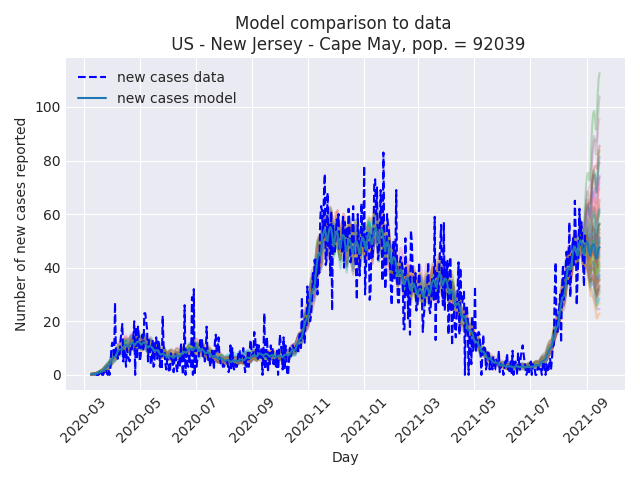 Model comparison to data
US - New Jersey - Cape May, pop. = 92039
new cases data
new cases model
Number of new cases reported
100
80
60
40
20
0
2020-03
2020-05
2020-07
2020-09
2020-11
2021-01
2021-03
2021-05
2021-07
2021-09
Day